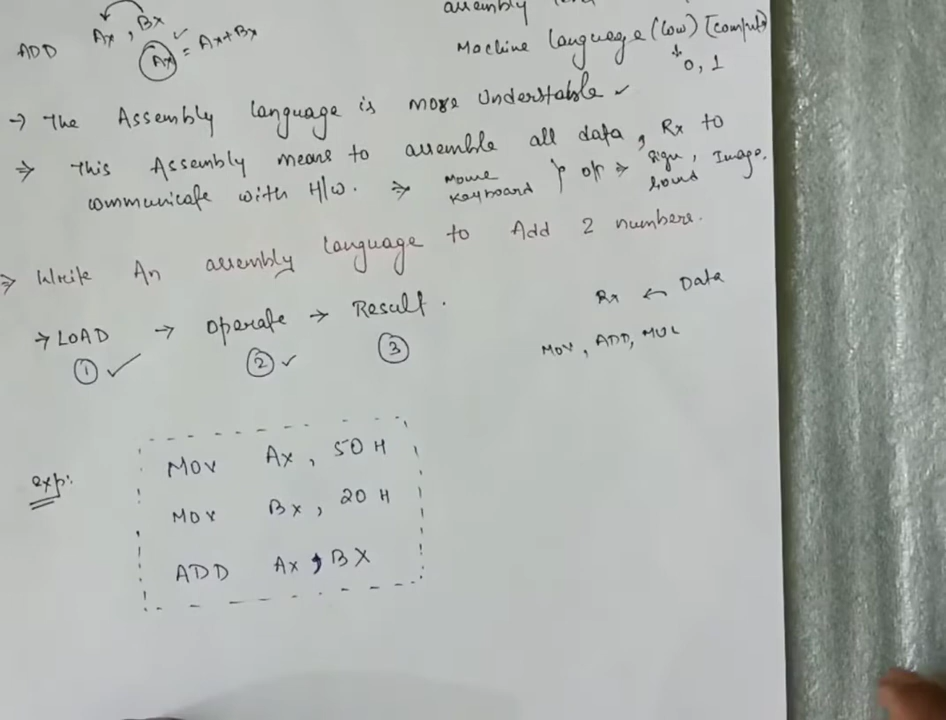 ADD Ax , Bx
Ax = Ax+Bx
assembly
Machine language (low) [comput]
0, 1
→ The Assembly language is more Understable ✓
⇒ This Assembly means to assemble all data , Rx to
communicate with H/W. ⇒ Mouse Keyboard } o/p ⇒ sign , sound Image.
⇒ Write An assembly language to Add 2 numbers.
→ LOAD → Operate → Result .
① ✓ ② ✓ ③
Rx ← Data
MOV , ADD, MUL
exp:
MOV Ax , 50 H
MOV Bx , 20 H
ADD Ax , BX